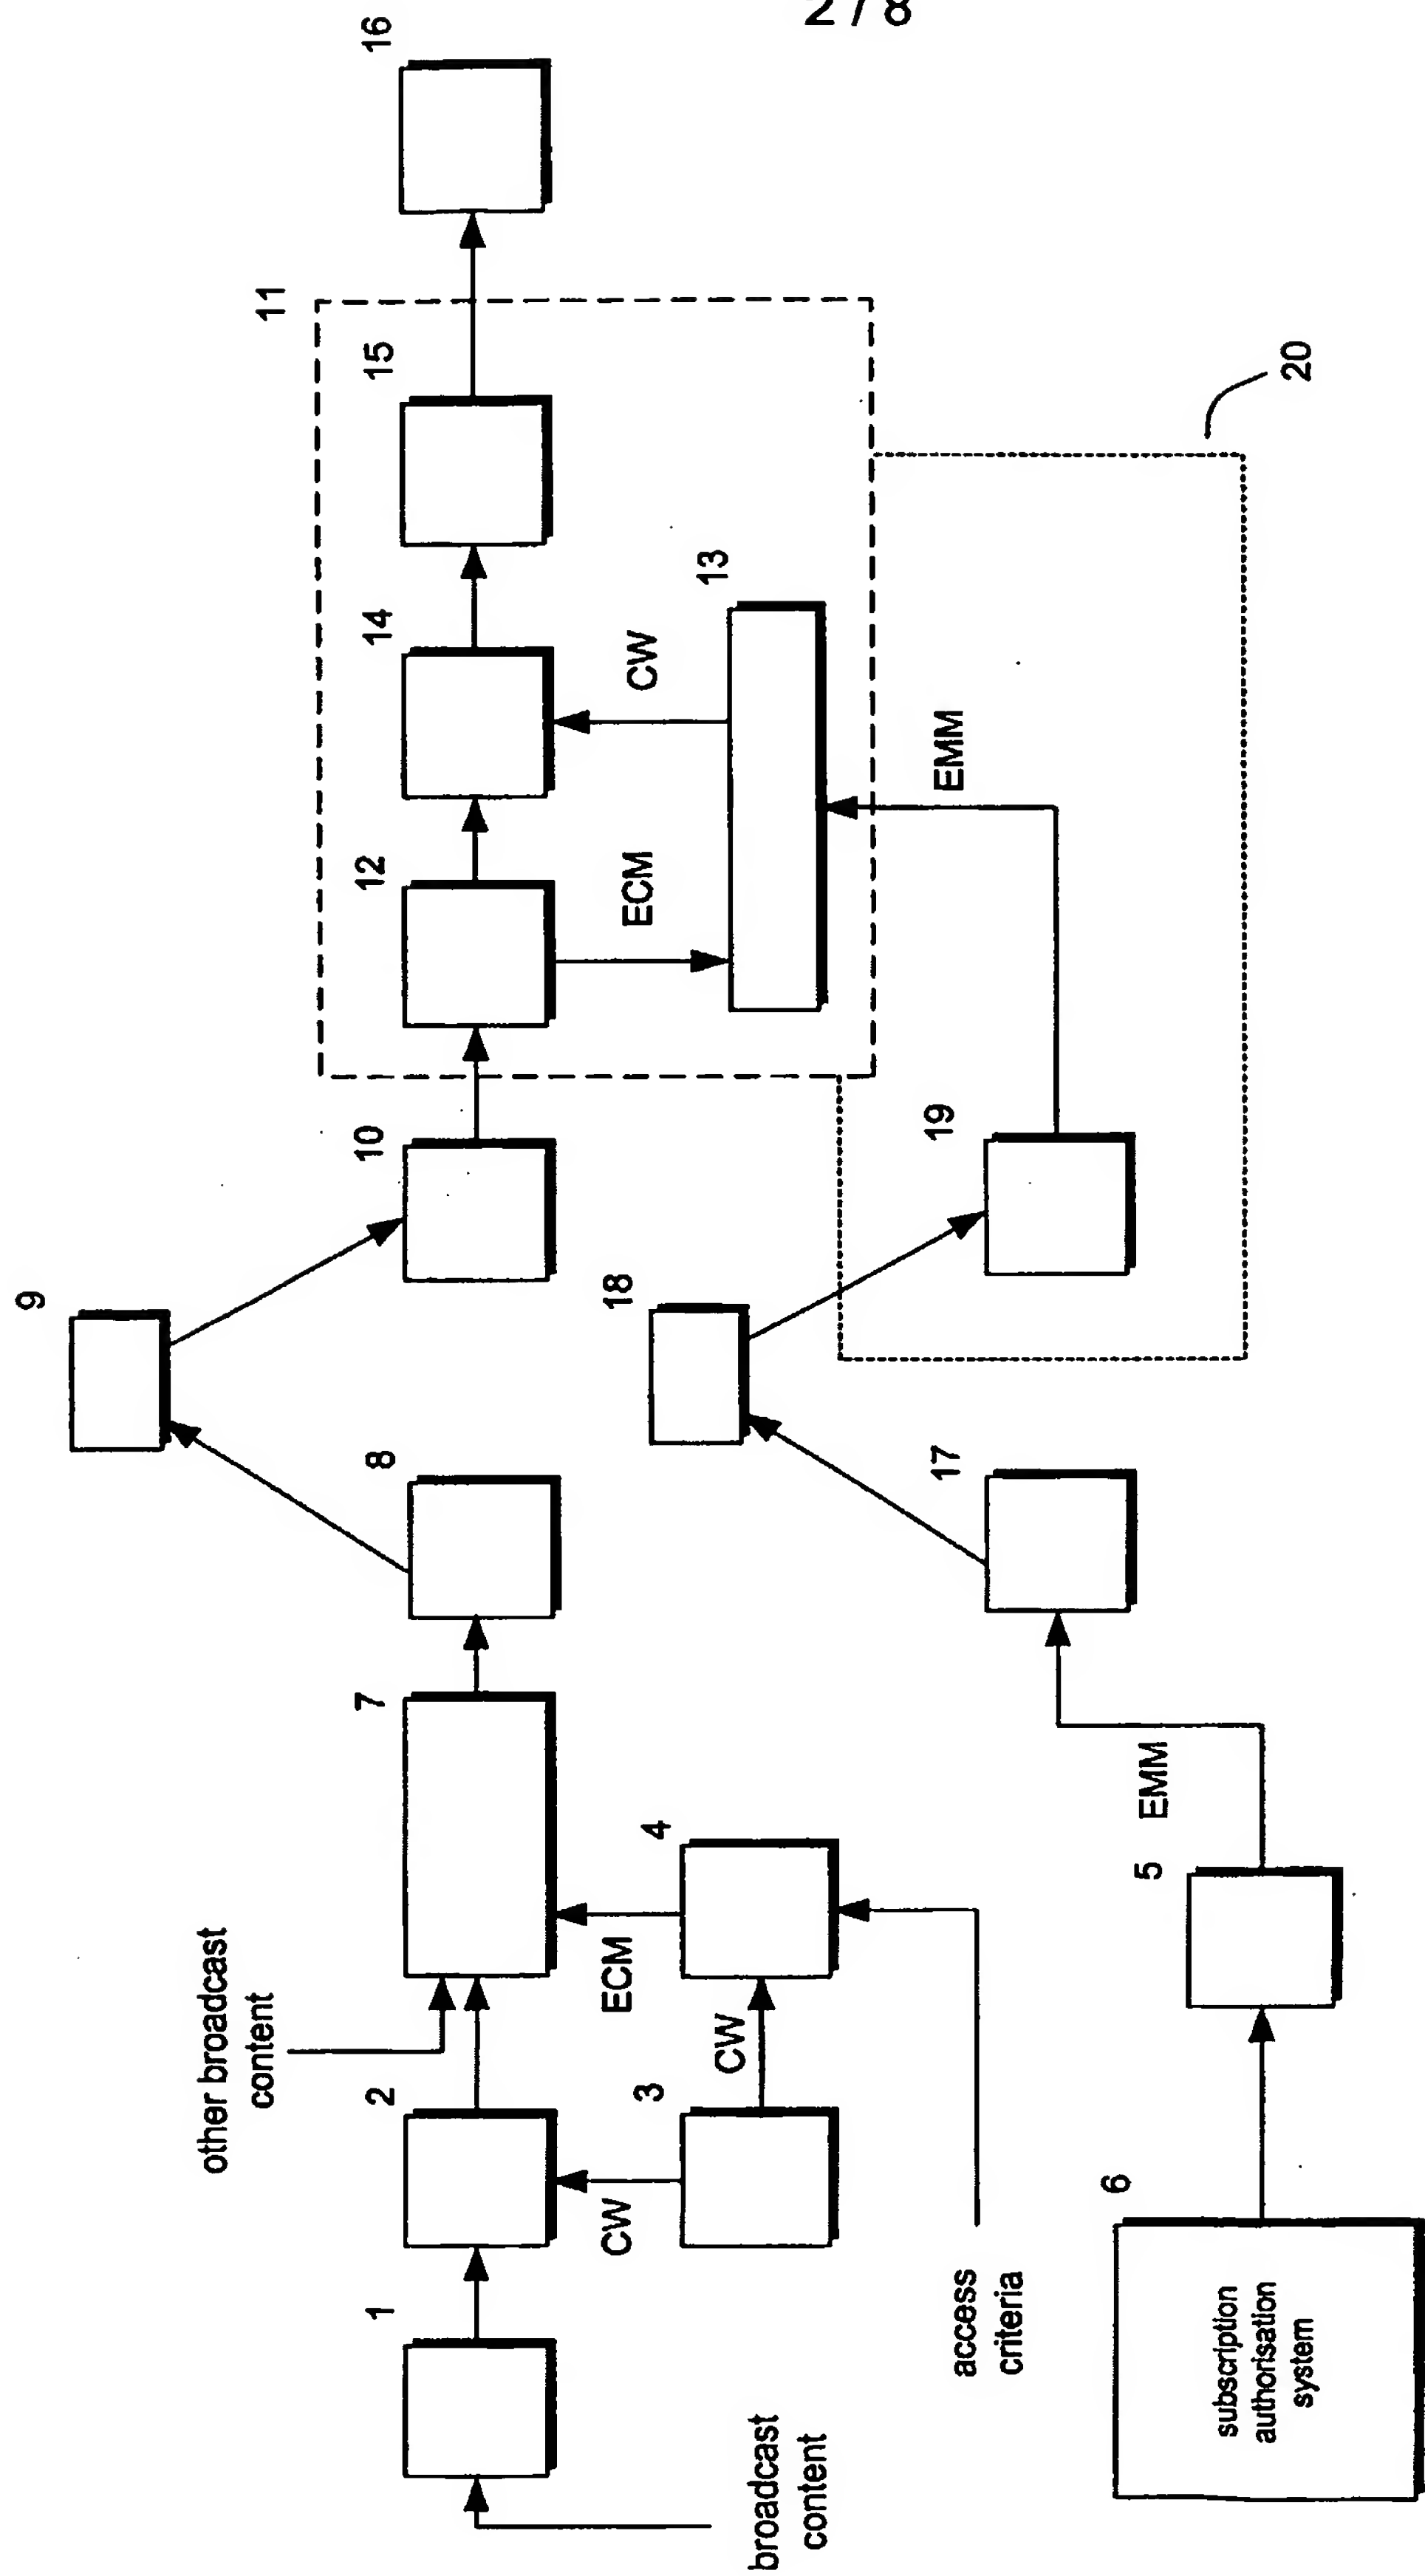 2/8
16
11
15
20
14
13
CW
12
ECM
EMM
10
19
9
18
8
17
7
4
5
EMM
other broadcast
content
ECM
CW
2
3
CW
6
1
access
criteria
subscription
authorisation
system
broadcast
content